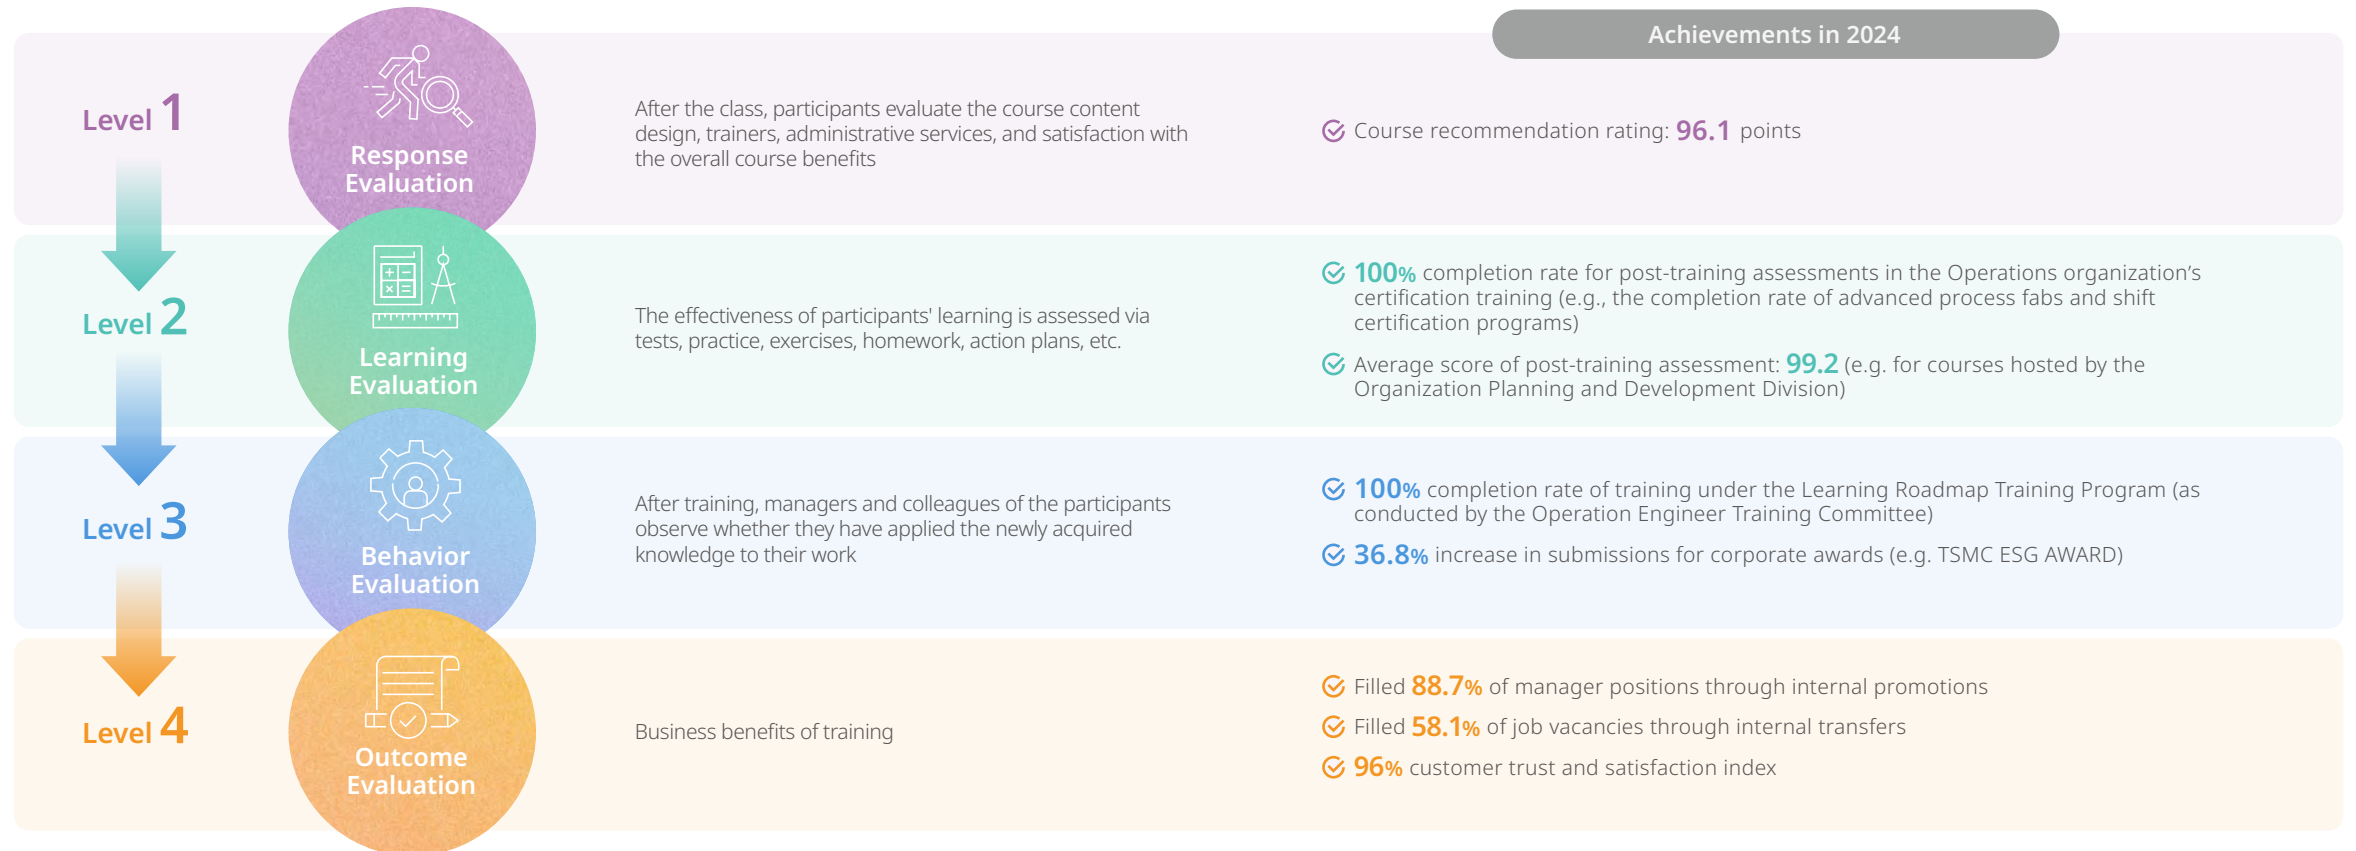 Achievements in 2024
Level 1
Response
Evaluation
After the class, participants evaluate the course content
design, trainers, administrative services, and satisfaction with
the overall course benefits
Course recommendation rating: 96.1 points
Level 2
Learning
Evaluation
The effectiveness of participants' learning is assessed via
tests, practice, exercises, homework, action plans, etc.
100% completion rate for post-training assessments in the Operations organization’s
certification training (e.g., the completion rate of advanced process fabs and shift
certification programs)
Average score of post-training assessment: 99.2 (e.g. for courses hosted by the
Organization Planning and Development Division)
Level 3
Behavior
Evaluation
After training, managers and colleagues of the participants
observe whether they have applied the newly acquired
knowledge to their work
100% completion rate of training under the Learning Roadmap Training Program (as
conducted by the Operation Engineer Training Committee)
36.8% increase in submissions for corporate awards (e.g. TSMC ESG AWARD)
Level 4
Outcome
Evaluation
Business benefits of training
Filled 88.7% of manager positions through internal promotions
Filled 58.1% of job vacancies through internal transfers
96% customer trust and satisfaction index